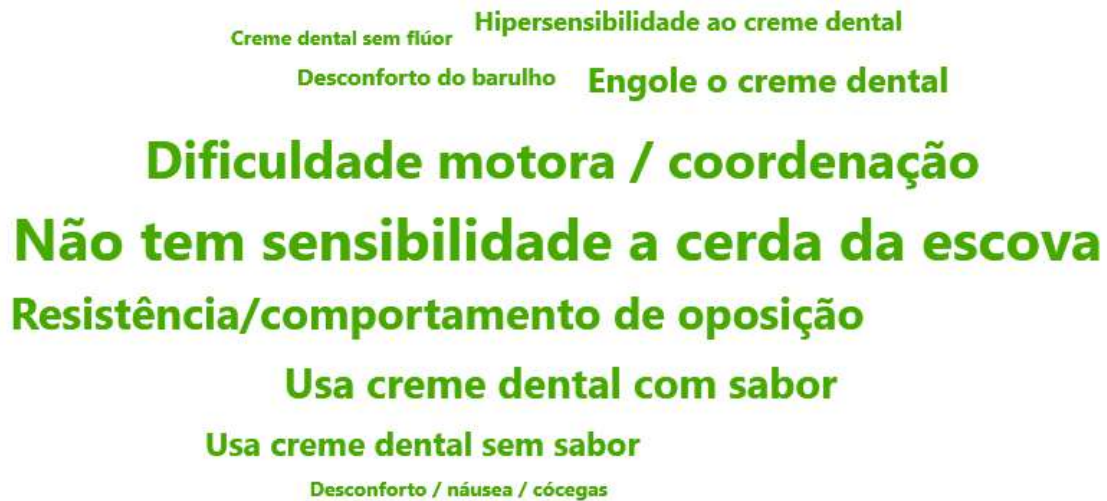 Hipersensibilidade ao creme dental
Creme dental sem flúor
Desconforto do barulho
Engole o creme dental
Dificuldade motora / coordenação
Não tem sensibilidade a cerda da escova
Resistência/comportamento de oposição
Usa creme dental com sabor
Usa creme dental sem sabor
Desconforto / náusea / cócegas